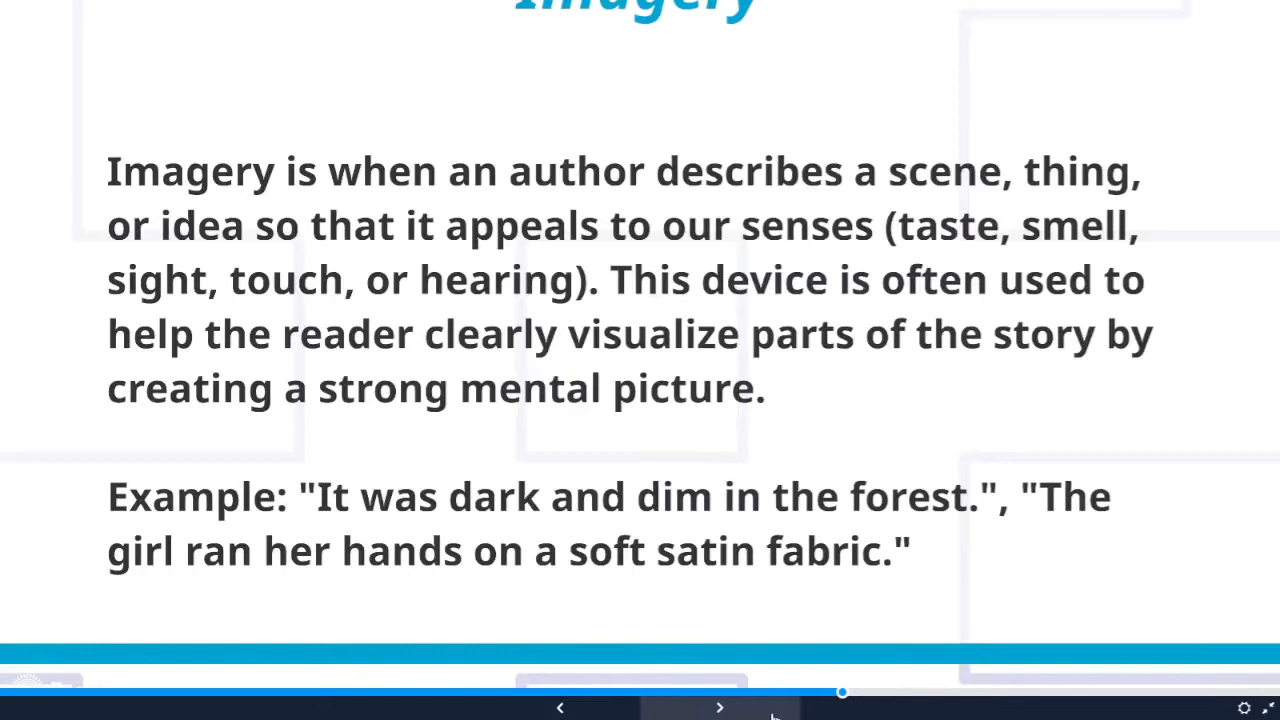 Imagery
Imagery is when an author describes a scene, thing,
or idea so that it appeals to our senses (taste, smell,
sight, touch, or hearing). This device is often used to
help the reader clearly visualize parts of the story by
creating a strong mental picture.
Example: "It was dark and dim in the forest.", "The
girl ran her hands on a soft satin fabric."